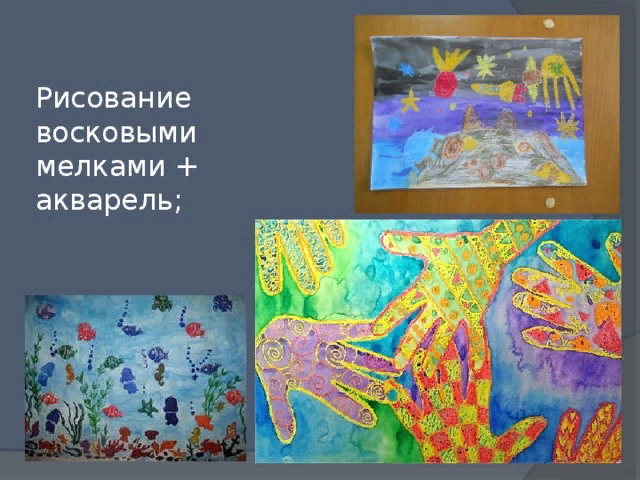 Рисование
восковыми
мелками +
акварель;